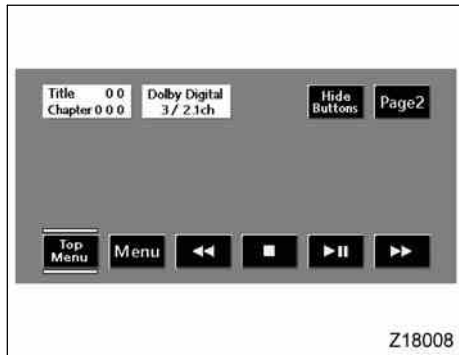 Title 0 0
Chapter 0 0 0
Dolby Digital
3 / 2.1ch
Hide
Buttons
Page2
Top
Menu
Menu
Z18008